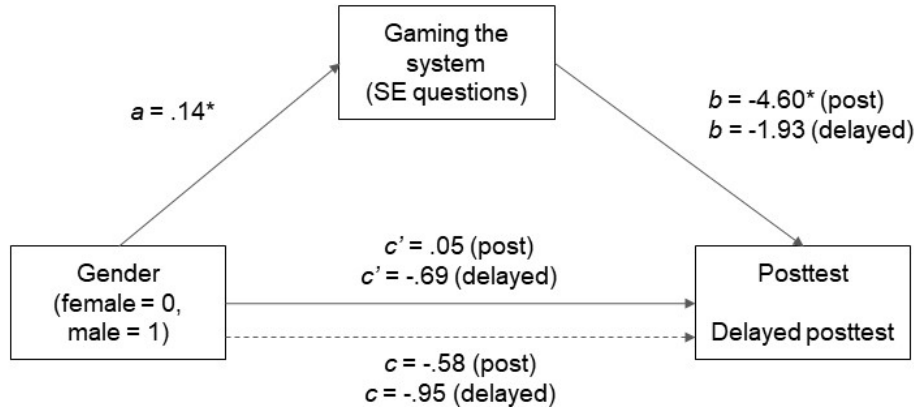 Gaming the
system
(SE questions)
a = .14*
b = -4.60* (post)
b = -1.93 (delayed)
Gender
(female = 0,
male = 1)
c’ = .05 (post)
c’ = -.69 (delayed)
c = -.58 (post)
c = -.95 (delayed)
Posttest
Delayed posttest